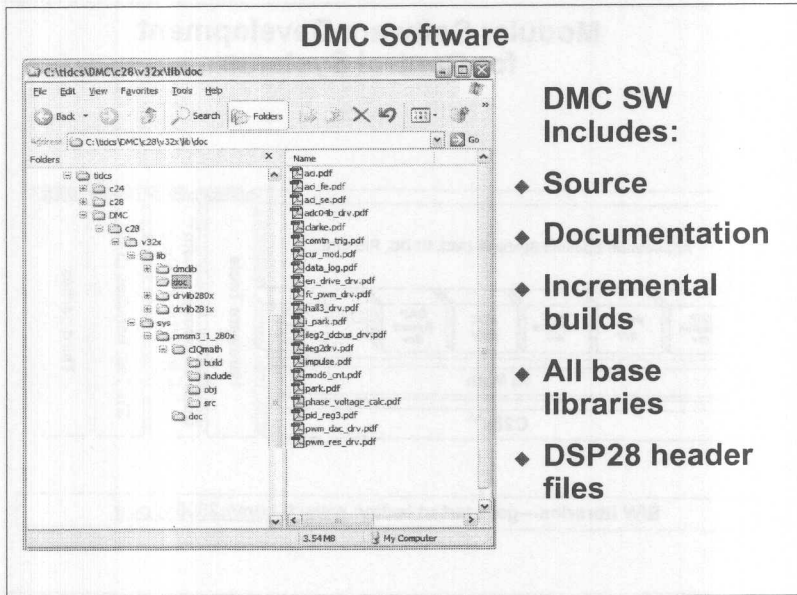 DMC Software
C:\tidcs\DMC\c28\v32x\lib\doc
File Edit View Favorites Tools Help
Back Search Folders
Address C:\tidcs\DMC\c28\v32x\lib\doc Go
Folders
tidcs
c24
c28
DMC
c28
v32x
lib
dmclib
doc
drvlib280x
drvlib281x
sys
pmsm3_1_280x
cIQmath
build
include
obj
src
doc
Name
aci.pdf
aci_fe.pdf
aci_se.pdf
adc04b_drv.pdf
clarke.pdf
comtn_trig.pdf
cur_mod.pdf
data_log.pdf
en_drive_drv.pdf
fc_pwm_drv.pdf
hall3_drv.pdf
i_park.pdf
ileg2_dcbus_drv.pdf
ileg2drv.pdf
impulse.pdf
mod6_cnt.pdf
park.pdf
phase_voltage_calc.pdf
pid_reg3.pdf
pwm_dac_drv.pdf
pwm_res_drv.pdf
3.54 MB My Computer
DMC SW
Includes:
◆ Source
◆ Documentation
◆ Incremental
builds
◆ All base
libraries
◆ DSP28 header
files